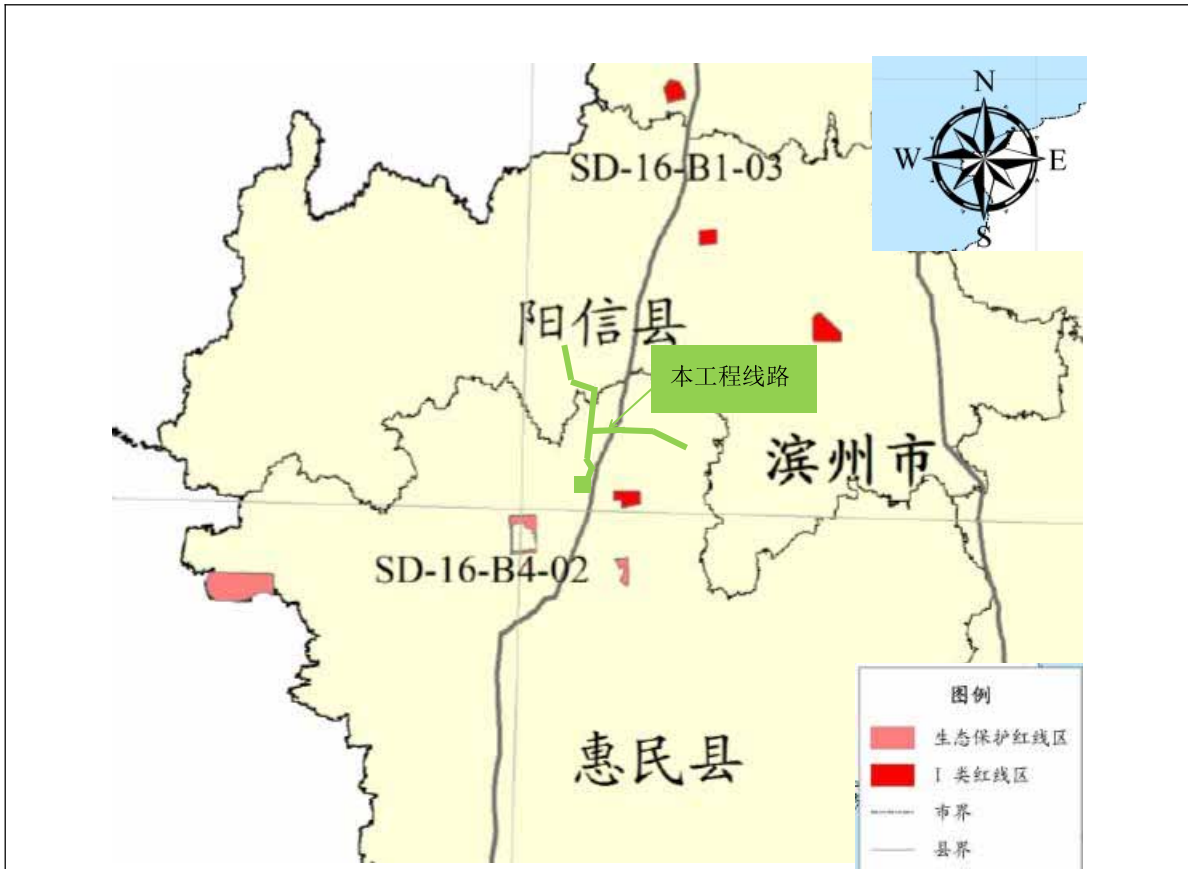 N
W E
S
SD-16-B1-03
阳信县
本工程线路
滨州市
SD-16-B4-02
惠民县
图例
生态保护红线区
I 类红线区
市界
县界